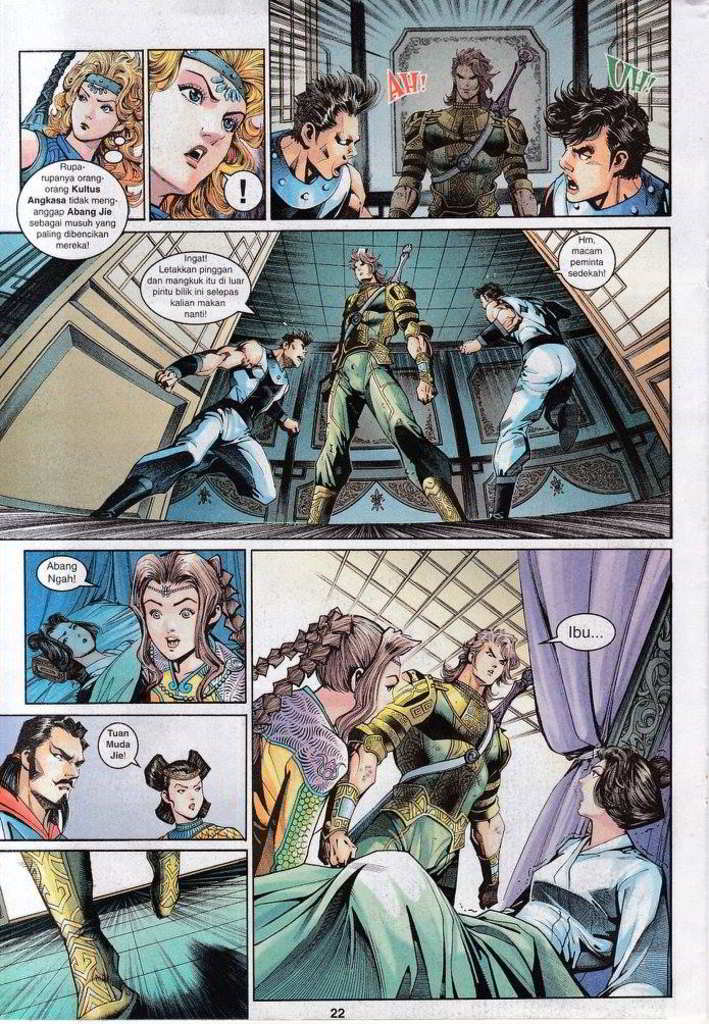 Rupa-
rupanya orang-
orang Kultus
Angkasa tidak meng-
anggap Abang Jie
sebagai musuh yang
paling dibencikan
mereka!
!
AH!!
UH!!
Ingat!
Letakkan pinggan
dan mangkuk itu di luar
pintu bilik ini selepas
kalian makan
nanti!
Hm,
macam
peminta
sedekah!
Abang
Ngah!
Ibu...
Tuan
Muda
Jie!
22